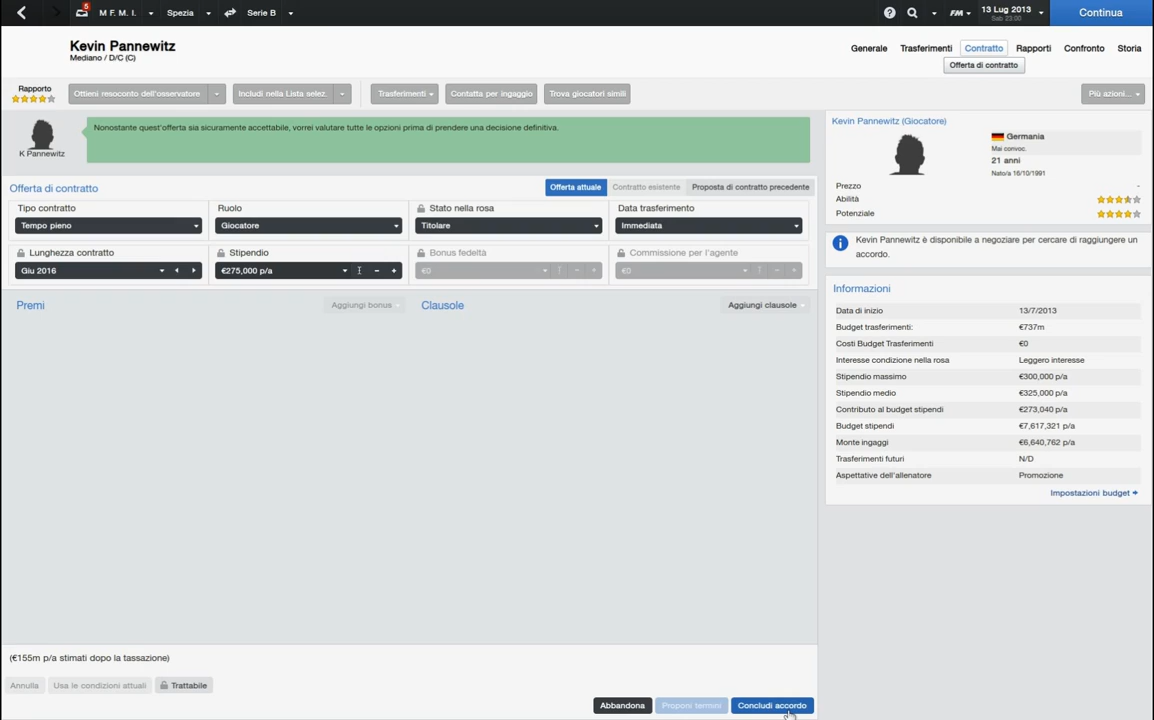 5
M F. M. I.
Spezia
Serie B
FM
13 Lug 2013
Sab 23:00
Continua
Kevin Pannewitz
Mediano / D/C (C)
Generale
Trasferimenti
Contratto
Rapporti
Confronto
Storia
Offerta di contratto
Rapporto
Ottieni resoconto dell'osservatore
Includi nella Lista selez.
Trasferimenti
Contatta per ingaggio
Trova giocatori simili
Più azioni...
K Pannewitz
Nonostante quest'offerta sia sicuramente accettabile, vorrei valutare tutte le opzioni prima di prendere una decisione definitiva.
Offerta di contratto
Offerta attuale
Contratto esistente
Proposta di contratto precedente
Tipo contratto
Ruolo
Stato nella rosa
Data trasferimento
Tempo pieno
Giocatore
Titolare
Immediata
Lunghezza contratto
Stipendio
Bonus fedeltà
Commissione per l'agente
Giu 2016
€275,000 p/a
€0
€0
Premi
Aggiungi bonus
Clausole
Aggiungi clausole
(€155m p/a stimati dopo la tassazione)
Annulla
Usa le condizioni attuali
Trattabile
Abbandona
Proponi termini
Concludi accordo
Kevin Pannewitz (Giocatore)
Germania
Mai convoc.
21 anni
Nato/a 16/10/1991
Prezzo -
Abilità
Potenziale
Kevin Pannewitz è disponibile a negoziare per cercare di raggiungere un
accordo.
Informazioni
Data di inizio 13/7/2013
Budget trasferimenti: €737m
Costi Budget Trasferimenti €0
Interesse condizione nella rosa Leggero interesse
Stipendio massimo €300,000 p/a
Stipendio medio €325,000 p/a
Contributo al budget stipendi €273,040 p/a
Budget stipendi €7,617,321 p/a
Monte ingaggi €6,640,762 p/a
Trasferimenti futuri N/D
Aspettative dell'allenatore Promozione
Impostazioni budget